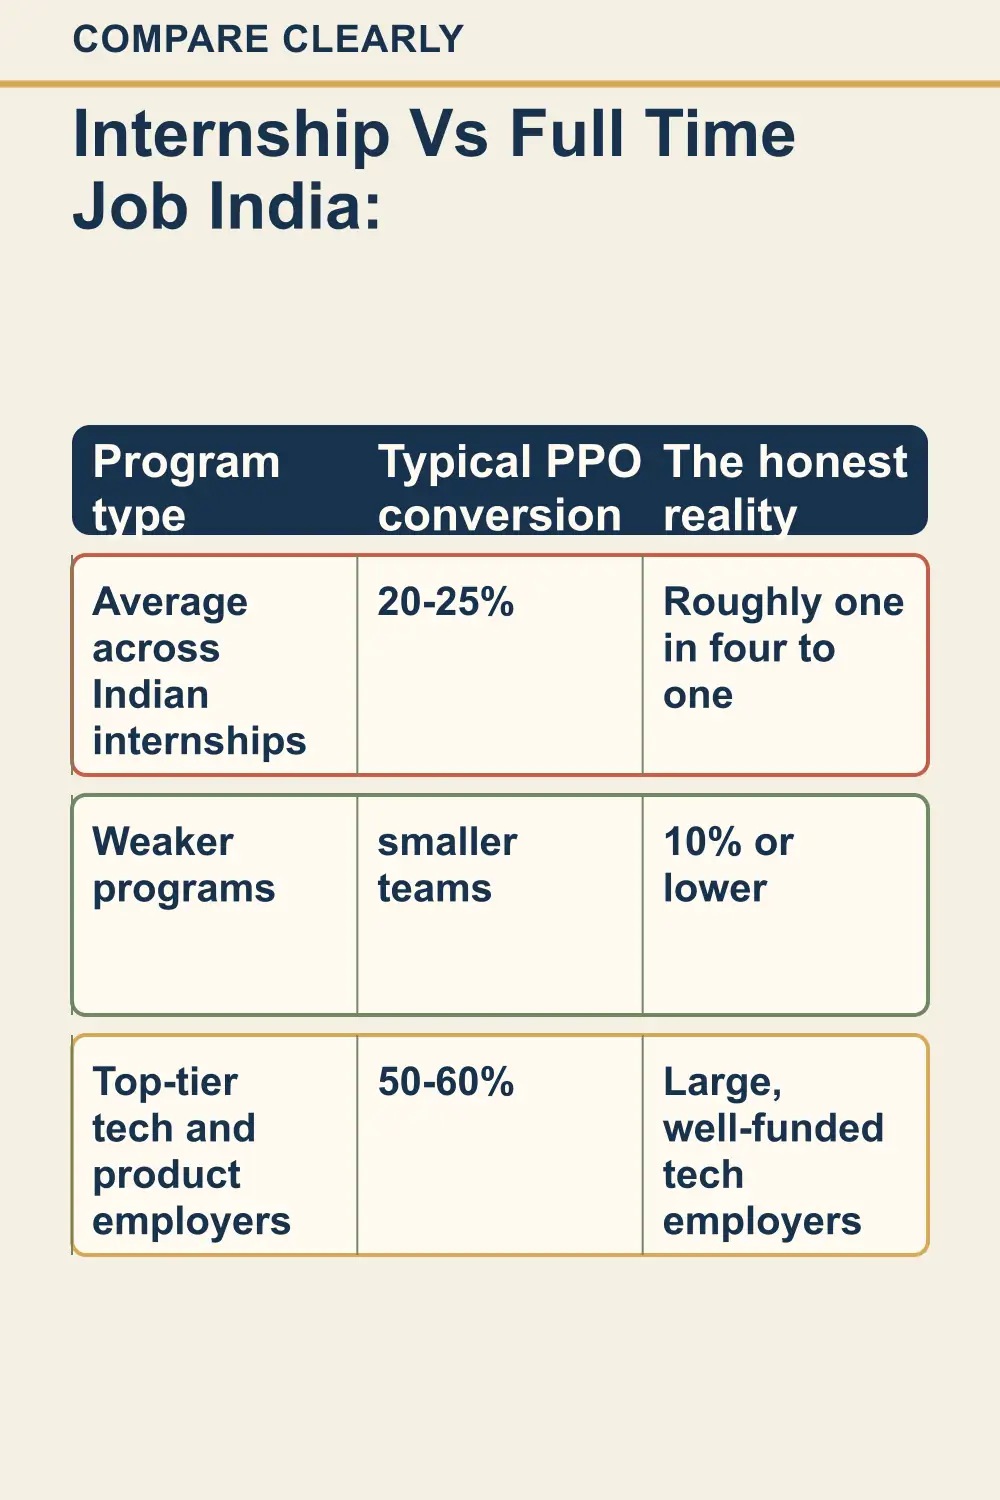 COMPARE CLEARLY
Internship Vs Full Time
Job India:
Program
type
Typical PPO
conversion
The honest
reality
Average
across
Indian
internships
20-25%
Roughly one
in four to
one
Weaker
programs
smaller
teams
10% or
lower
Top-tier
tech and
product
employers
50-60%
Large,
well-funded
tech
employers